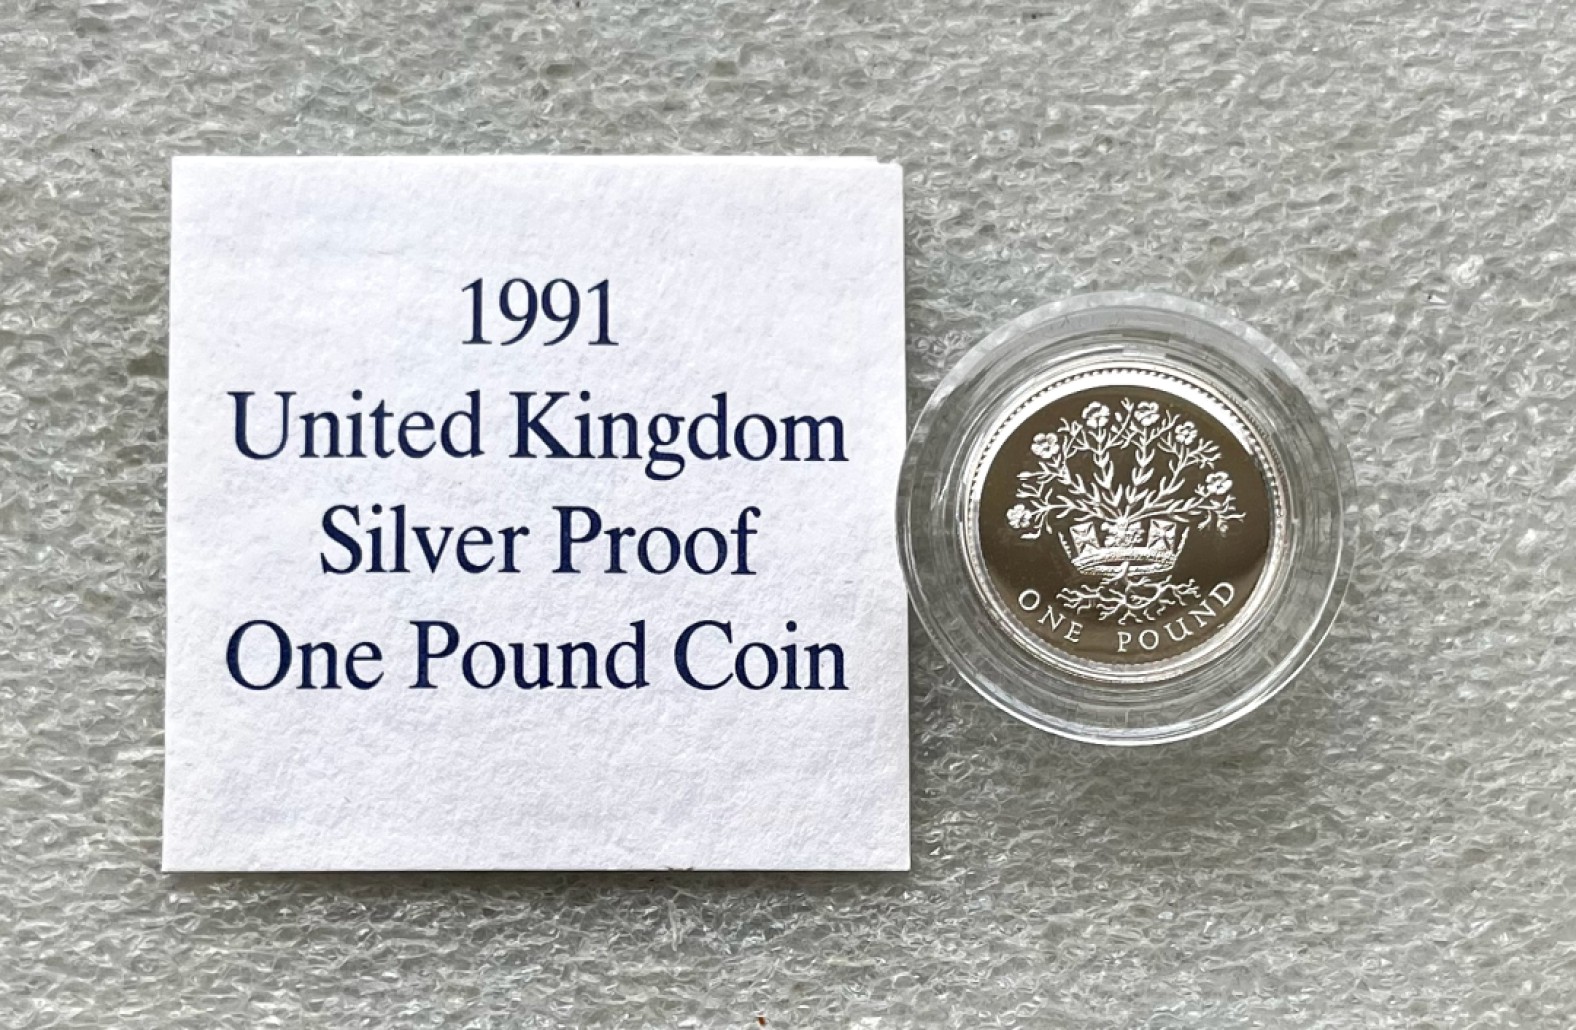 1991
United Kingdom
Silver Proof
One Pound Coin
ONE POUND